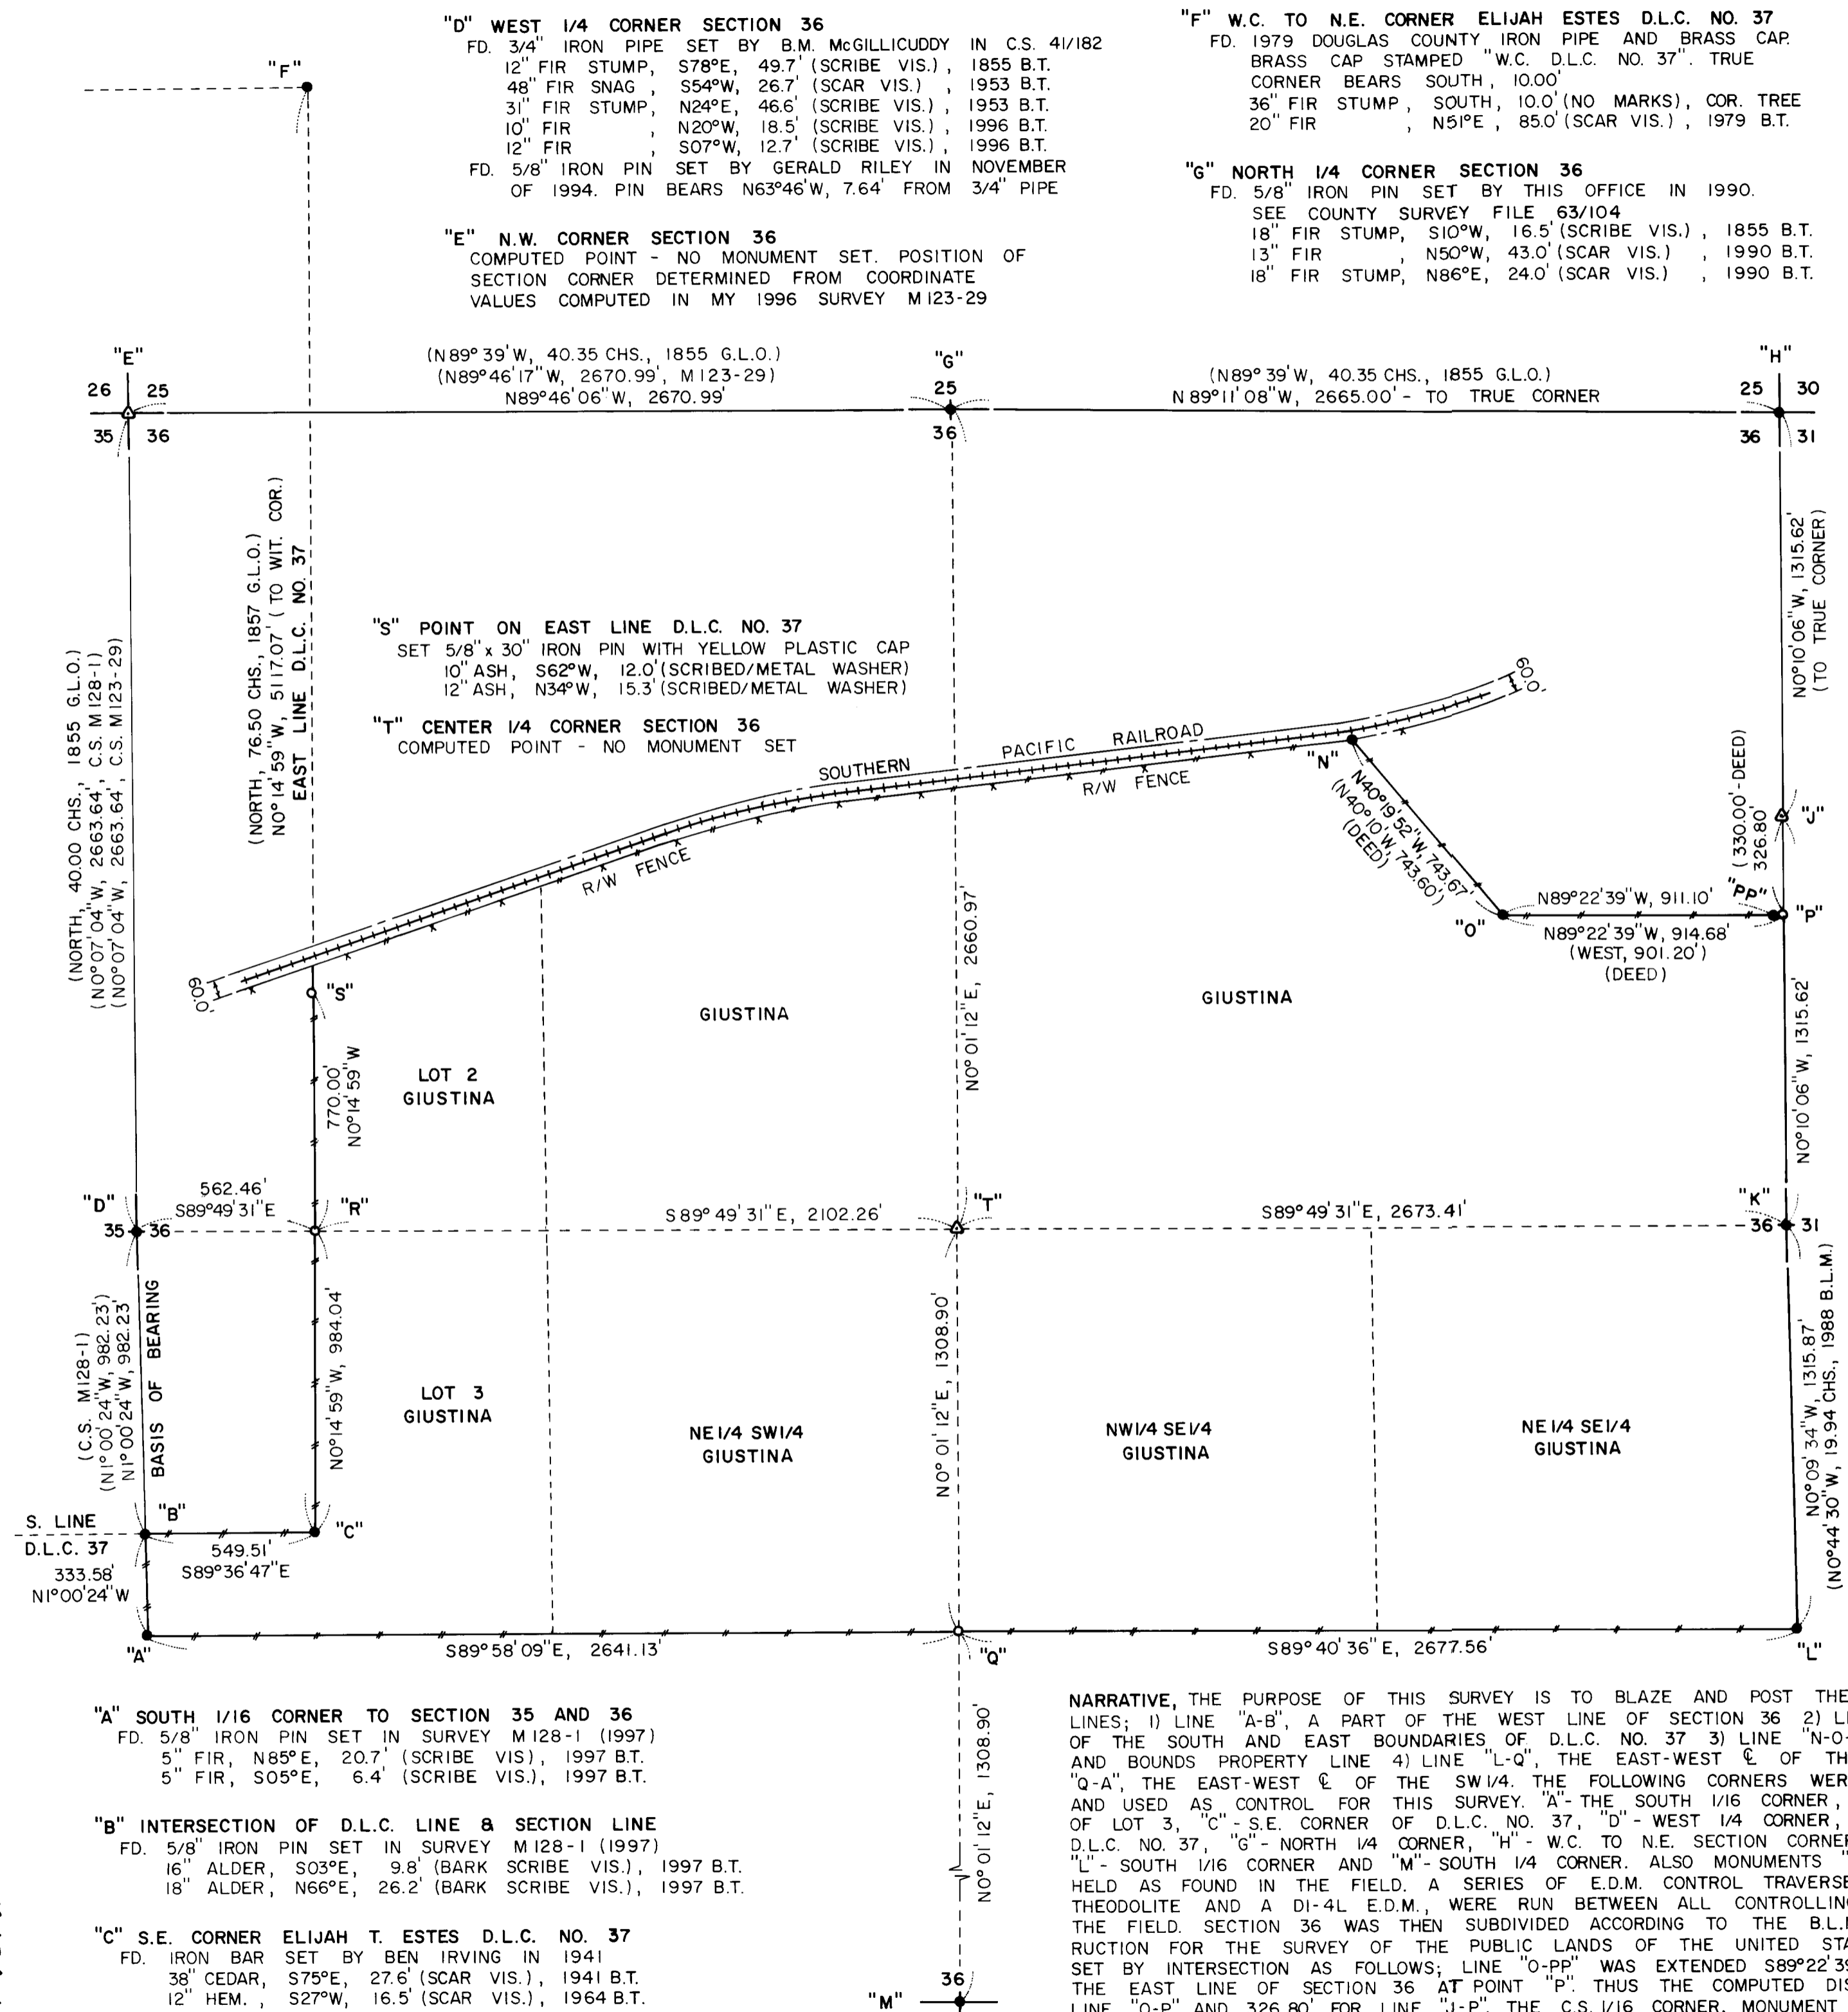 "D" WEST 1/4 CORNER SECTION 36
FD. 3/4" IRON PIPE SET BY B.M. McGILLICUDDY IN C.S. 41/182
12" FIR STUMP, S78°E, 49.7' (SCRIBE VIS.), 1855 B.T.
48" FIR SNAG, S54°W, 26.7' (SCAR VIS.), 1953 B.T.
31" FIR STUMP, N24°E, 46.6' (SCRIBE VIS.), 1953 B.T.
10" FIR, N20°W, 18.5' (SCRIBE VIS.), 1996 B.T.
12" FIR, S07°W, 12.7' (SCRIBE VIS.), 1996 B.T.
FD. 5/8" IRON PIN SET BY GERALD RILEY IN NOVEMBER
OF 1994. PIN BEARS N63°46'W, 7.64' FROM 3/4" PIPE
"E" N.W. CORNER SECTION 36
COMPUTED POINT - NO MONUMENT SET. POSITION OF
SECTION CORNER DETERMINED FROM COORDINATE
VALUES COMPUTED IN MY 1996 SURVEY M123-29
"F" W.C. TO N.E. CORNER ELIJAH ESTES D.L.C. NO. 37
FD. 1979 DOUGLAS COUNTY IRON PIPE AND BRASS CAP.
BRASS CAP STAMPED "W.C. D.L.C. NO. 37". TRUE
CORNER BEARS SOUTH, 10.00'
36" FIR STUMP, SOUTH, 10.0' (NO MARKS), COR. TREE
20" FIR, N51°E, 85.0' (SCAR VIS.), 1979 B.T.
"G" NORTH 1/4 CORNER SECTION 36
FD. 5/8" IRON PIN SET BY THIS OFFICE IN 1990.
SEE COUNTY SURVEY FILE 63/104
18" FIR STUMP, S10°W, 16.5' (SCRIBE VIS.), 1855 B.T.
13" FIR, N50°W, 43.0' (SCAR VIS.), 1990 B.T.
18" FIR STUMP, N86°E, 24.0' (SCAR VIS.), 1990 B.T.
"F"
"E"
26 25
35 36
(N89°39'W, 40.35 CHS., 1855 G.L.O.)
(N89°46'17"W, 2670.99', M123-29)
N89°46'06"W, 2670.99'
"G"
25
36
(N89°39'W, 40.35 CHS., 1855 G.L.O.)
N89°11'08"W, 2665.00' - TO TRUE CORNER
"H"
25 30
36 31
(NORTH, 40.00 CHS., 1855 G.L.O.)
(N0°07'04"W, 2663.64', C.S. M128-1)
(N0°07'04"W, 2663.64', C.S. M123-29)
(NORTH, 76.50 CHS., 1857 G.L.O.)
N0°14'59"W, 5117.07' (TO WIT. COR.)
EAST LINE D.L.C. NO. 37
"S" POINT ON EAST LINE D.L.C. NO. 37
SET 5/8" x 30" IRON PIN WITH YELLOW PLASTIC CAP
10" ASH, S62°W, 12.0' (SCRIBED/METAL WASHER)
12" ASH, N34°W, 15.3' (SCRIBED/METAL WASHER)
"T" CENTER 1/4 CORNER SECTION 36
COMPUTED POINT - NO MONUMENT SET
N0°10'06"W, 1315.62'
(TO TRUE CORNER)
60.0'
SOUTHERN PACIFIC RAILROAD
R/W FENCE
R/W FENCE
60.0'
"N"
N40°19'52"W, 743.67'
(N40°10'W, 743.60')
(DEED)
"J"
(330.00'-DEED)
326.80'
"PP"
"P"
"O"
N89°22'39"W, 911.10'
N89°22'39"W, 914.68'
(WEST, 901.20')
(DEED)
N0°01'12"E, 2660.97'
"S"
GIUSTINA
GIUSTINA
770.00'
N0°14'59"W
LOT 2
GIUSTINA
N0°10'06"W, 1315.62'
"D"
35 36
562.46'
S89°49'31"E
"R"
S89°49'31"E, 2102.26'
"T"
S89°49'31"E, 2673.41'
"K"
36 31
(C.S. M128-1)
(N1°00'24"W, 982.23')
N1°00'24"W, 982.23'
BASIS OF BEARING
N0°14'59"W, 984.04'
LOT 3
GIUSTINA
NE1/4 SW1/4
GIUSTINA
N0°01'12"E, 1308.90'
NW1/4 SE1/4
GIUSTINA
NE1/4 SE1/4
GIUSTINA
N0°09'34"W, 1315.87'
(N0°44'30"W, 19.94 CHS., 1988 B.L.M.)
S. LINE
D.L.C. 37
"B"
"C"
549.51'
S89°36'47"E
333.58'
N1°00'24"W
"A"
S89°58'09"E, 2641.13'
"Q"
S89°40'36"E, 2677.56'
"L"
"A" SOUTH 1/16 CORNER TO SECTION 35 AND 36
FD. 5/8" IRON PIN SET IN SURVEY M128-1 (1997)
5" FIR, N85°E, 20.7' (SCRIBE VIS), 1997 B.T.
5" FIR, S05°E, 6.4' (SCRIBE VIS.), 1997 B.T.
"B" INTERSECTION OF D.L.C. LINE & SECTION LINE
FD. 5/8" IRON PIN SET IN SURVEY M128-1 (1997)
16" ALDER, S03°E, 9.8' (BARK SCRIBE VIS.), 1997 B.T.
18" ALDER, N66°E, 26.2' (BARK SCRIBE VIS.), 1997 B.T.
"C" S.E. CORNER ELIJAH T. ESTES D.L.C. NO. 37
FD. IRON BAR SET BY BEN IRVING IN 1941
38" CEDAR, S75°E, 27.6' (SCAR VIS.), 1941 B.T.
12" HEM., S27°W, 16.5' (SCAR VIS.), 1964 B.T.
N0°01'12"E, 1308.90'
36
"M"
NARRATIVE, THE PURPOSE OF THIS SURVEY IS TO BLAZE AND POST THE
LINES; 1) LINE "A-B", A PART OF THE WEST LINE OF SECTION 36 2)
OF THE SOUTH AND EAST BOUNDARIES OF D.L.C. NO. 37 3) LINE "N-O-
AND BOUNDS PROPERTY LINE 4) LINE "L-Q", THE EAST-WEST ℄ OF
"Q-A", THE EAST-WEST ℄ OF THE SW1/4. THE FOLLOWING CORNERS
AND USED AS CONTROL FOR THIS SURVEY. "A"- THE SOUTH 1/16 CORNER,
OF LOT 3, "C"- S.E. CORNER OF D.L.C. NO. 37, "D"- WEST 1/4 CORNER,
D.L.C. NO. 37, "G"- NORTH 1/4 CORNER, "H"- W.C. TO N.E. SECTION CORNER
"L"- SOUTH 1/16 CORNER AND "M"- SOUTH 1/4 CORNER. ALSO MONUMENTS
HELD AS FOUND IN THE FIELD. A SERIES OF E.D.M. CONTROL TRAVERSE
THEODOLITE AND A DI-4L E.D.M., WERE RUN BETWEEN ALL CONTROLLIN
THE FIELD. SECTION 36 WAS THEN SUBDIVIDED ACCORDING TO THE B.L.
RUCTION FOR THE SURVEY OF THE PUBLIC LANDS OF THE UNITED STA
SET BY INTERSECTION AS FOLLOWS; LINE "O-PP" WAS EXTENDED S89°22'39
THE EAST LINE OF SECTION 36 AT POINT "P". THUS THE COMPUTED DIS
LINE "O-P" AND 326.80' FOR LINE "J-P". THE C.S. 1/16 CORNER, MONUMENT